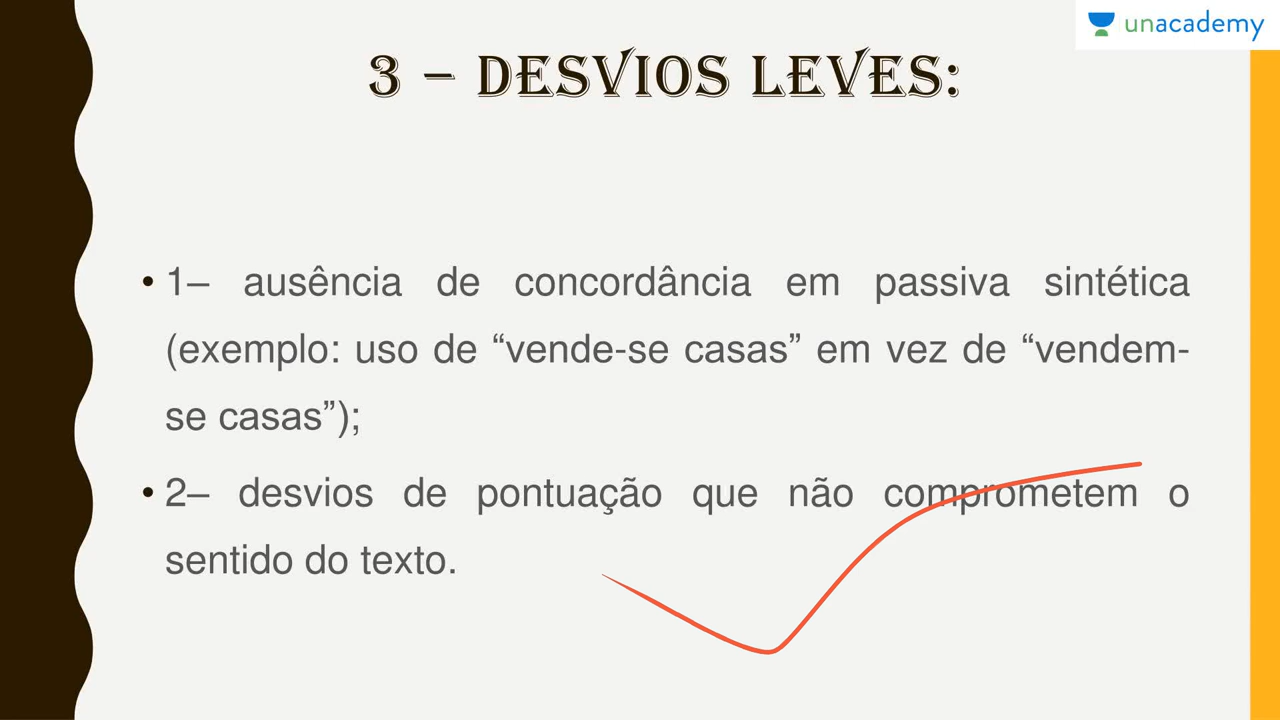 unacademy
3 – DESVIOS LEVES:
• 1– ausência de concordância em passiva sintética
(exemplo: uso de “vende-se casas” em vez de “vendem-
se casas”);
• 2– desvios de pontuação que não comprometem o
sentido do texto.